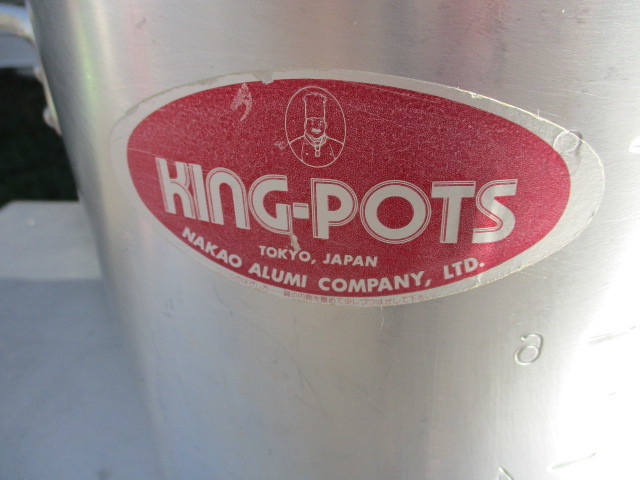 KING-POTS
TOKYO, JAPAN
NAKAO ALUMI COMPANY, LTD.